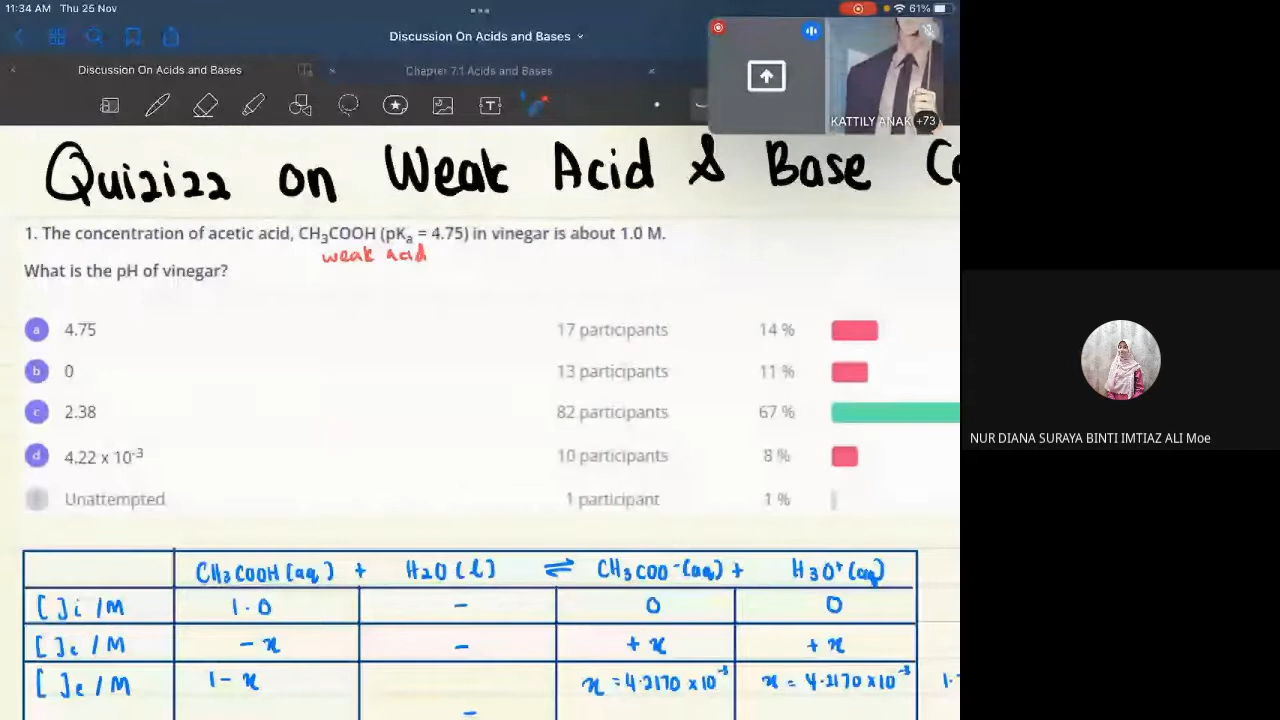 11:34 AM Thu 25 Nov
61%
Discussion On Acids and Bases
Discussion On Acids and Bases
Chapter 7.1 Acids and Bases
KATTILY ANAK +73
Quizizz on Weak Acid & Base Co
1. The concentration of acetic acid, CH₃COOH (pKₐ = 4.75) in vinegar is about 1.0 M.
weak acid
What is the pH of vinegar?
a 4.75 17 participants 14 %
b 0 13 participants 11 %
c 2.38 82 participants 67 %
d 4.22 x 10⁻³ 10 participants 8 %
Unattempted 1 participant 1 %
CH₃COOH (aq) + H₂O (l) ⇌ CH₃COO⁻(aq) + H₃O⁺(aq)
[ ]i /M 1.0 - 0 0
[ ]c /M -x - +x +x
[ ]e /M 1-x - x = 4.2170 x 10⁻³ x = 4.2170 x 10⁻³ 1.
NUR DIANA SURAYA BINTI IMTIAZ ALI Moe